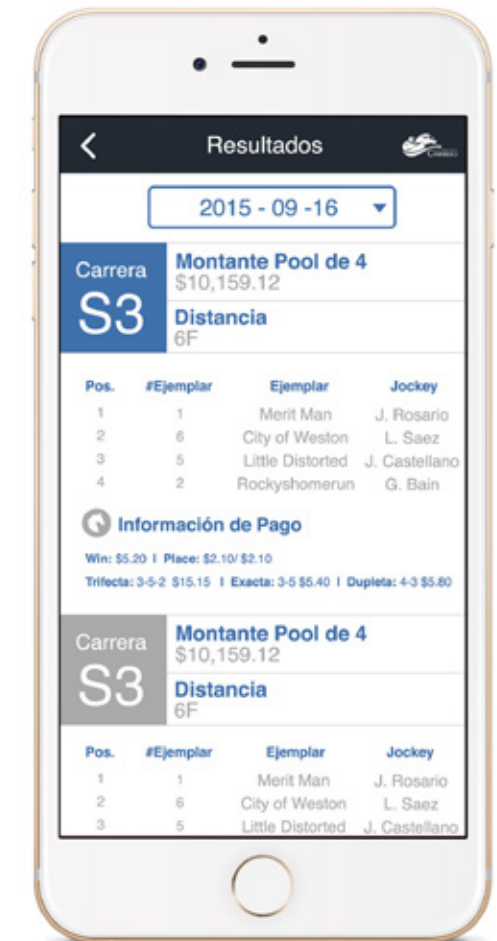 Resultados
2015 - 09 -16
Carrera
S3
Montante Pool de 4
$10,159.12
Distancia
6F
Pos. #Ejemplar Ejemplar Jockey
1 1 Merit Man J. Rosario
2 6 City of Weston L. Saez
3 5 Little Distorted J. Castellano
4 2 Rockyshomerun G. Bain
Información de Pago
Win: $5.20 I Place: $2.10/ $2.10
Trifecta: 3-5-2 $15.15 I Exacta: 3-5 $5.40 I Dupleta: 4-3 $5.80
Carrera
S3
Montante Pool de 4
$10,159.12
Distancia
6F
Pos. #Ejemplar Ejemplar Jockey
1 1 Merit Man J. Rosario
2 6 City of Weston L. Saez
3 5 Little Distorted J. Castellano